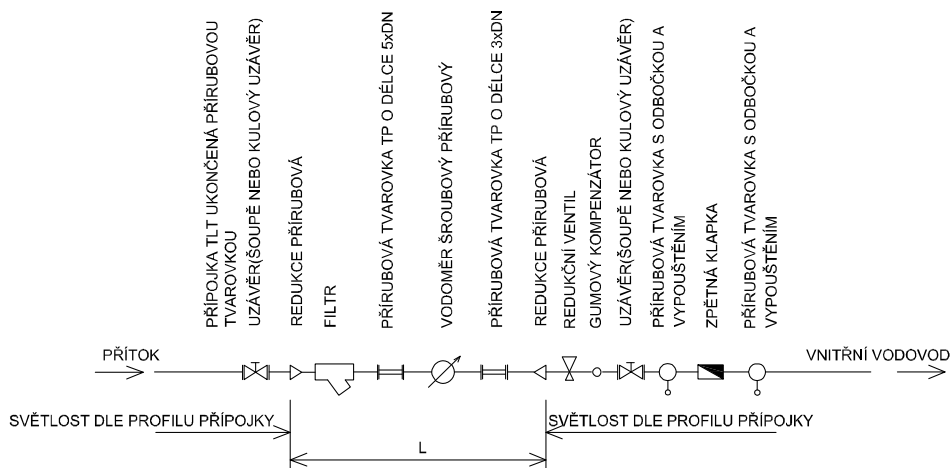 PŘÍPOJKA TLT UKONČENÁ PŘÍRUBOVOU
TVAROVKOU
UZÁVĚR(ŠOUPĚ NEBO KULOVÝ UZÁVĚR)
REDUKCE PŘÍRUBOVÁ
FILTR
PŘÍRUBOVÁ TVAROVKA TP O DÉLCE 5xDN
VODOMĚR ŠROUBOVÝ PŘÍRUBOVÝ
PŘÍRUBOVÁ TVAROVKA TP O DÉLCE 3xDN
REDUKCE PŘÍRUBOVÁ
REDUKČNÍ VENTIL
GUMOVÝ KOMPENZÁTOR
UZÁVĚR(ŠOUPĚ NEBO KULOVÝ UZÁVĚR)
PŘÍRUBOVÁ TVAROVKA S ODBOČKOU A
VYPOUŠTĚNÍM
ZPĚTNÁ KLAPKA
PŘÍRUBOVÁ TVAROVKA S ODBOČKOU A
VYPOUŠTĚNÍM
PŘÍTOK
VNITŘNÍ VODOVOD
SVĚTLOST DLE PROFILU PŘÍPOJKY
L
SVĚTLOST DLE PROFILU PŘÍPOJKY